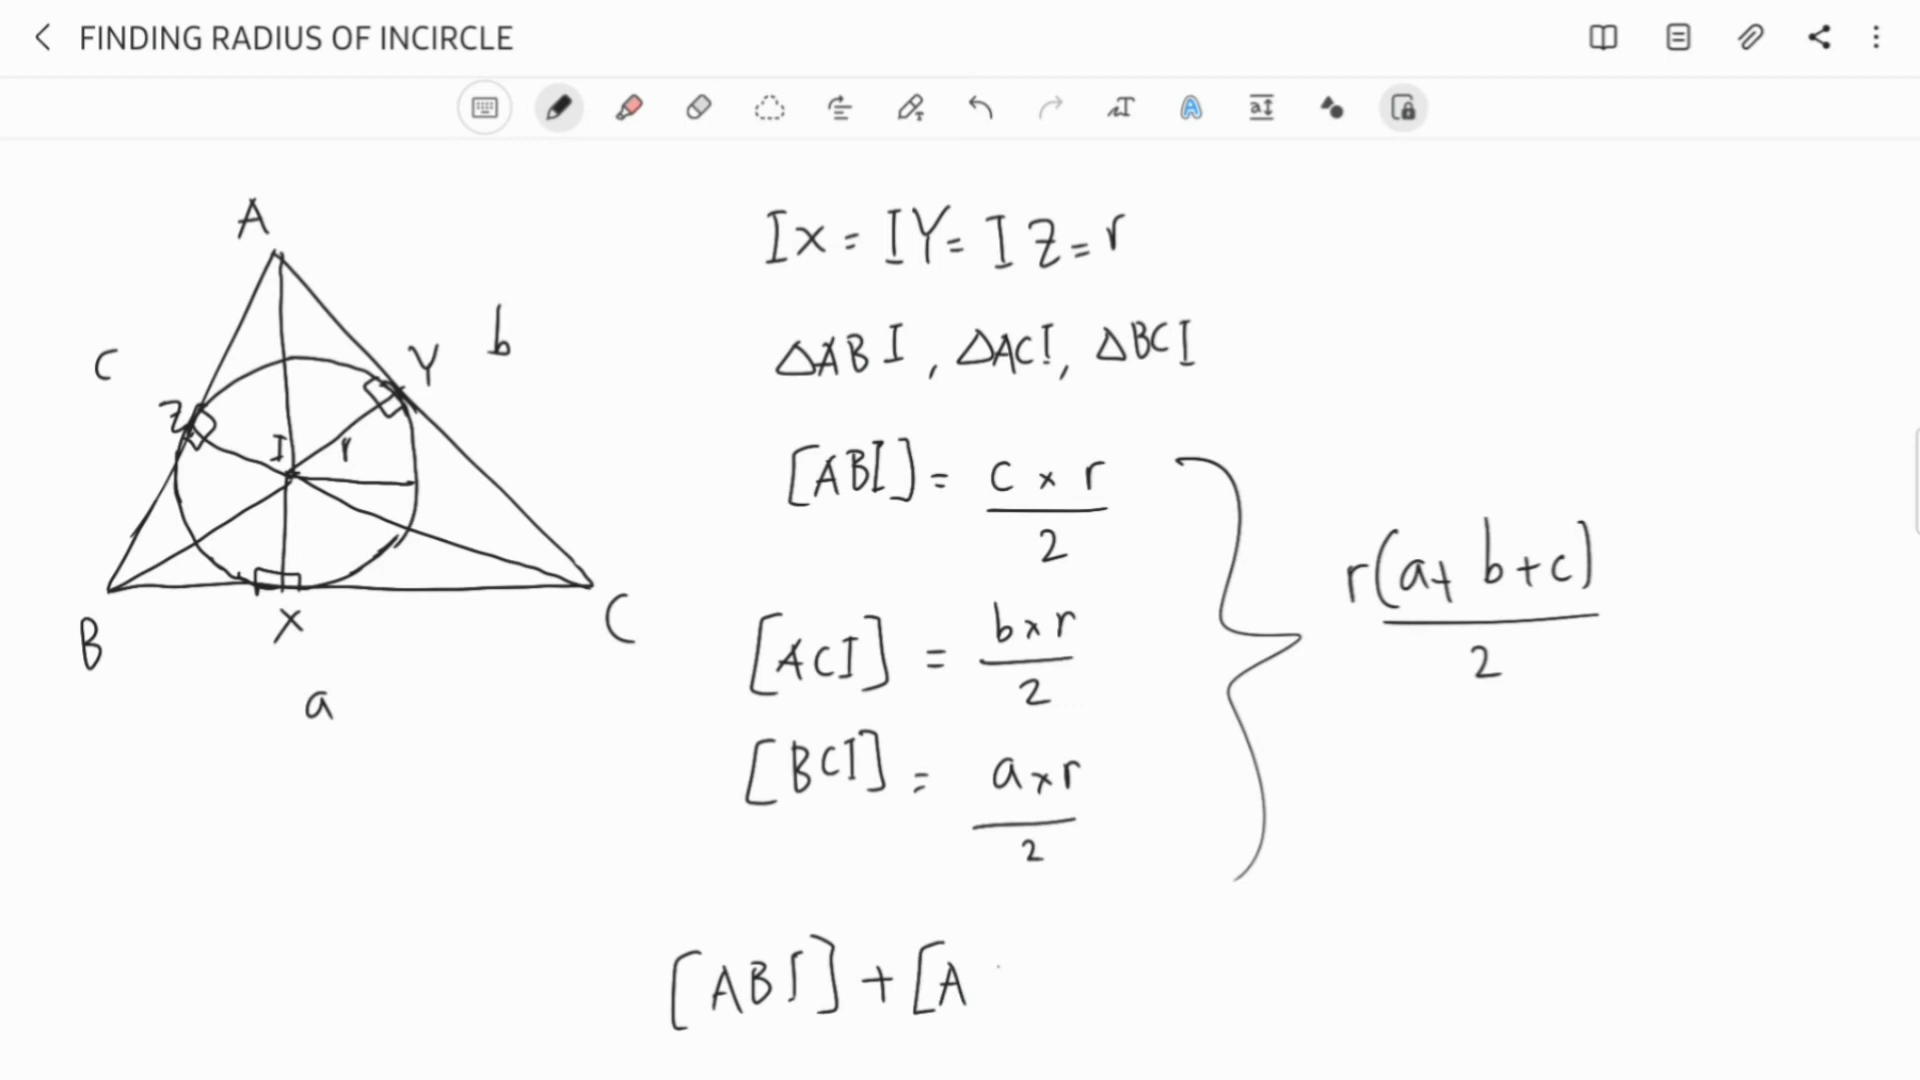 FINDING RADIUS OF INCIRCLE
A
b
C
Y
Z
I r
B
X
C
a
IX = IY = IZ = r
△ABI, △ACI, △BCI
[ABI] = c × r / 2
[ACI] = b × r / 2
[BCI] = a × r / 2
r(a + b + c) / 2
[ABI] + [A